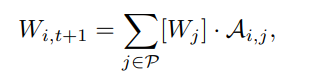 W_{i,t+1} = \sum_{j \in \mathcal{P}} [W_j] \cdot \mathcal{A}_{i,j},